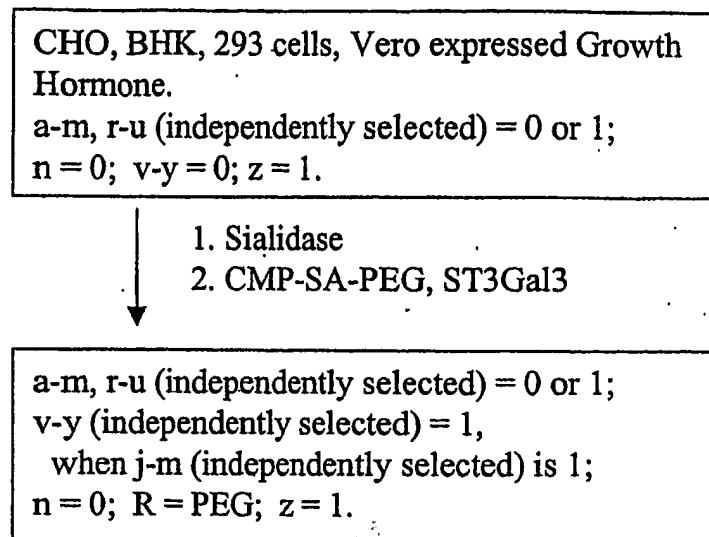 CHO, BHK, 293 cells, Vero expressed Growth
Hormone.
a-m, r-u (independently selected) = 0 or 1;
n = 0; v-y = 0; z = 1.
1. Sialidase
2. CMP-SA-PEG, ST3Gal3
a-m, r-u (independently selected) = 0 or 1;
v-y (independently selected) = 1,
when j-m (independently selected) is 1;
n = 0; R = PEG; z = 1.